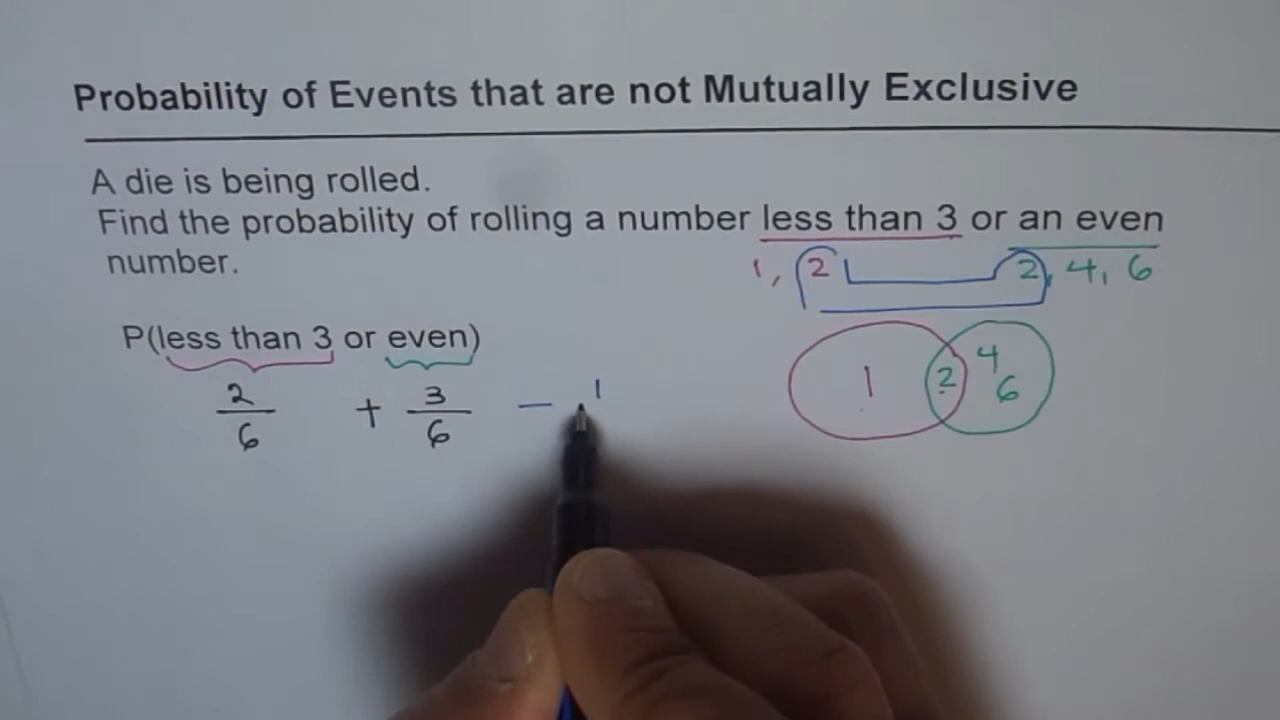 Probability of Events that are not Mutually Exclusive
A die is being rolled.
Find the probability of rolling a number less than 3 or an even
number.
1, 2 2, 4, 6
P(less than 3 or even)
2/6 + 3/6 - 1
1 2 4 6